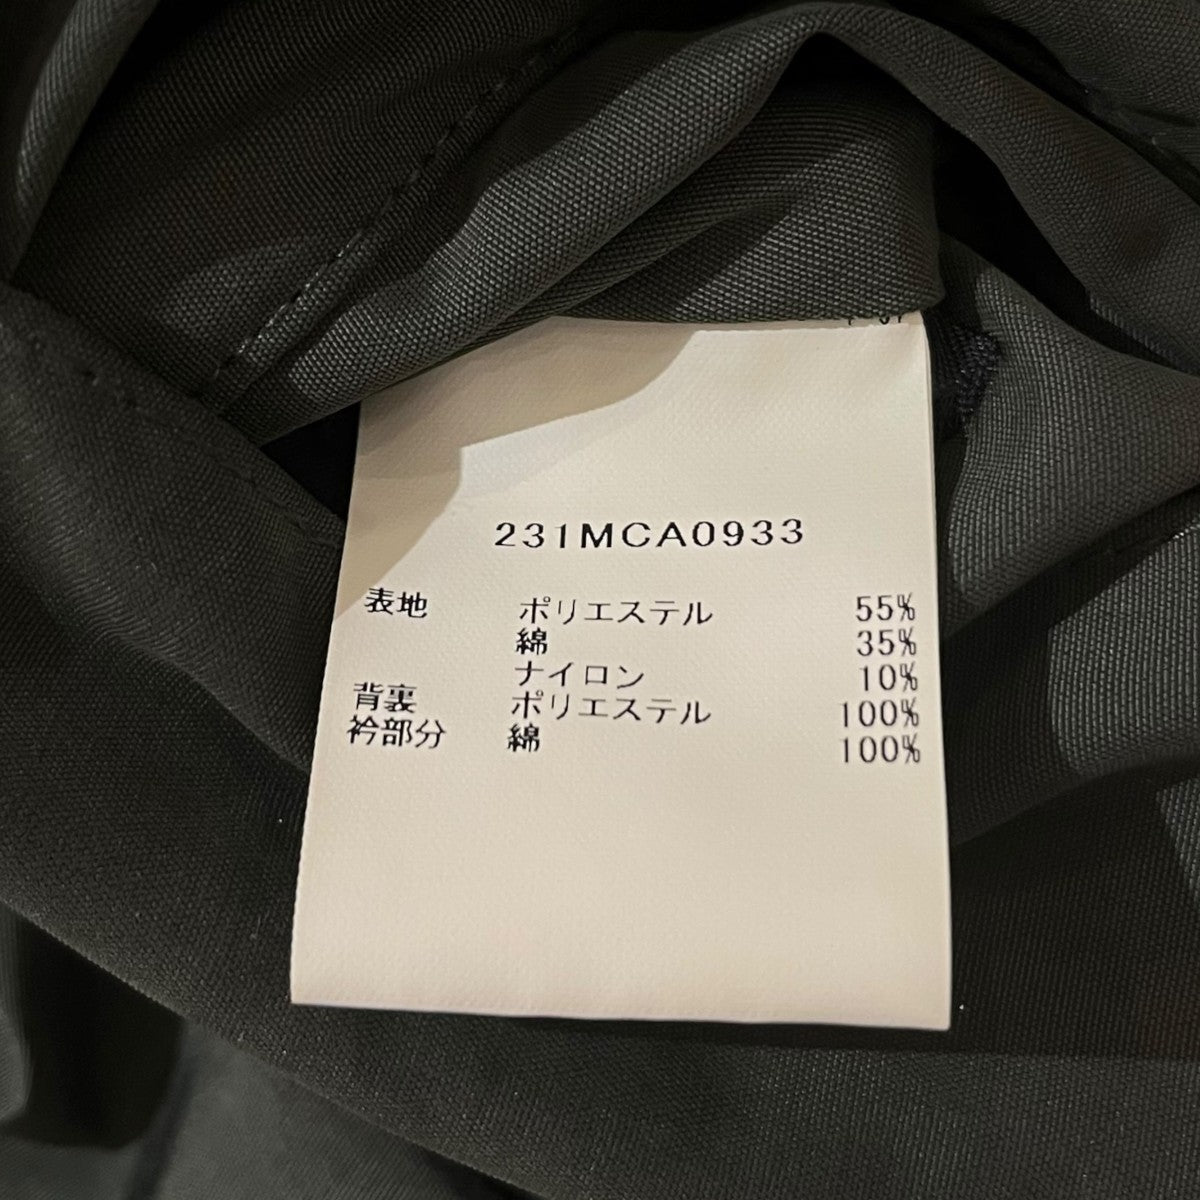 231MCA0933
表地 ポリエステル 55%
綿 35%
ナイロン 10%
背裏 ポリエステル 100%
衿部分 綿 100%